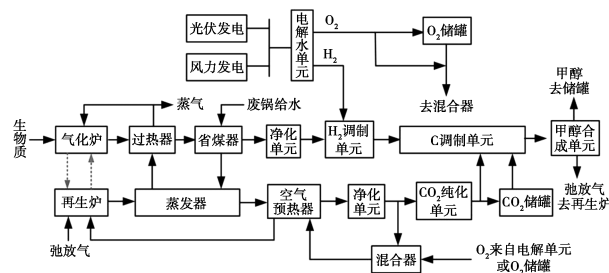 光伏发电
风力发电
电解水单元
O₂
H₂
O₂储罐
去混合器
甲醇
去储罐
蒸气
废锅给水
生物质
气化炉
过热器
省煤器
净化
单元
H₂调制
单元
C调制单元
甲醇合
成单元
再生炉
蒸发器
空气
预热器
净化
单元
CO₂纯化
单元
CO₂储罐
弛放气
去再生炉
弛放气
混合器
O₂来自电解单元
或O₂储罐